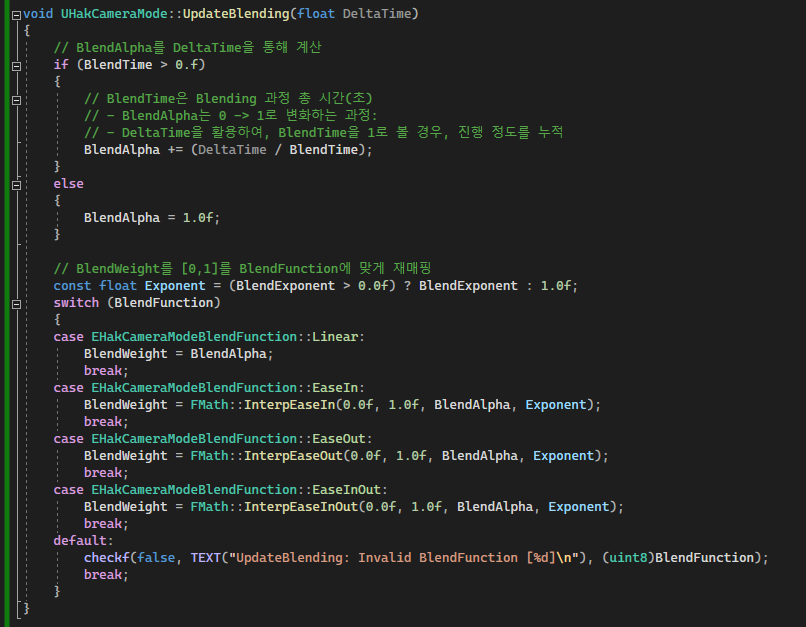 void UHakCameraMode::UpdateBlending(float DeltaTime)
{
    // BlendAlpha를 DeltaTime을 통해 계산
    if (BlendTime > 0.f)
    {
        // BlendTime은 Blending 과정 총 시간(초)
        // - BlendAlpha는 0 -> 1로 변화하는 과정:
        // - DeltaTime을 활용하여, BlendTime을 1로 볼 경우, 진행 정도를 누적
        BlendAlpha += (DeltaTime / BlendTime);
    }
    else
    {
        BlendAlpha = 1.0f;
    }

    // BlendWeight를 [0,1]를 BlendFunction에 맞게 재매핑
    const float Exponent = (BlendExponent > 0.0f) ? BlendExponent : 1.0f;
    switch (BlendFunction)
    {
    case EHakCameraModeBlendFunction::Linear:
        BlendWeight = BlendAlpha;
        break;
    case EHakCameraModeBlendFunction::EaseIn:
        BlendWeight = FMath::InterpEaseIn(0.0f, 1.0f, BlendAlpha, Exponent);
        break;
    case EHakCameraModeBlendFunction::EaseOut:
        BlendWeight = FMath::InterpEaseOut(0.0f, 1.0f, BlendAlpha, Exponent);
        break;
    case EHakCameraModeBlendFunction::EaseInOut:
        BlendWeight = FMath::InterpEaseInOut(0.0f, 1.0f, BlendAlpha, Exponent);
        break;
    default:
        checkf(false, TEXT("UpdateBlending: Invalid BlendFunction [%d]\n"), (uint8)BlendFunction);
        break;
    }
}